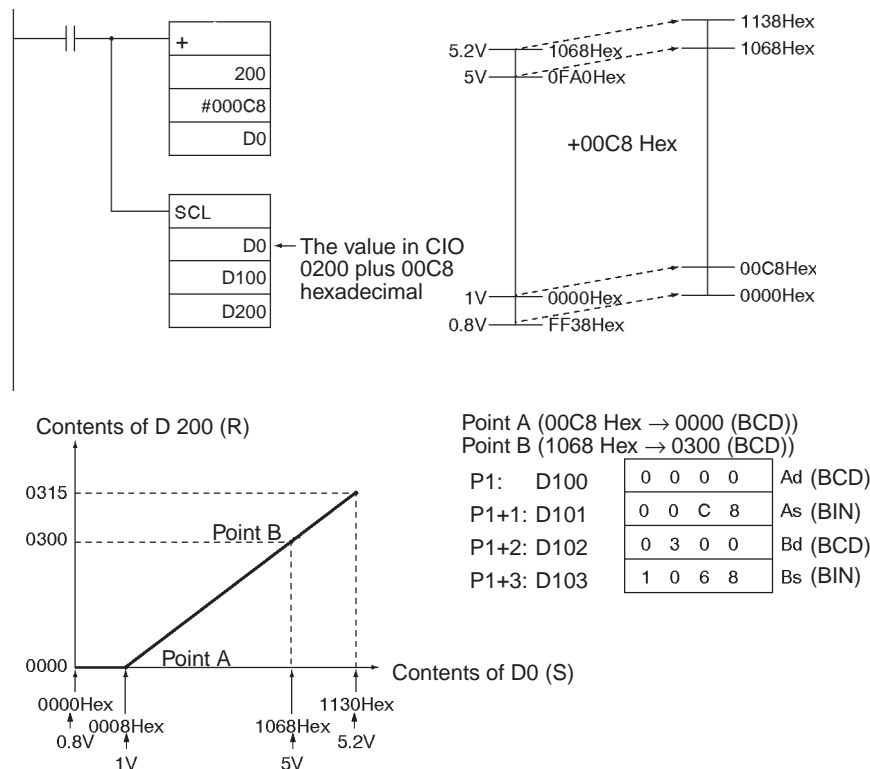 +
200
#000C8
D0
SCL
D0
D100
D200
The value in CIO
0200 plus 00C8
hexadecimal
1138Hex
5.2V 1068Hex 1068Hex
5V 0FA0Hex
+00C8 Hex
00C8Hex
1V 0000Hex 0000Hex
0.8V FF38Hex
Contents of D 200 (R)
0315
0300
Point B
0000
Point A
Contents of D0 (S)
0000Hex 1130Hex
0008Hex 1068Hex
0.8V 5.2V
1V 5V
Point A (00C8 Hex → 0000 (BCD))
Point B (1068 Hex → 0300 (BCD))
P1: D100 0 0 0 0 Ad (BCD)
P1+1: D101 0 0 C 8 As (BIN)
P1+2: D102 0 3 0 0 Bd (BCD)
P1+3: D103 1 0 6 8 Bs (BIN)